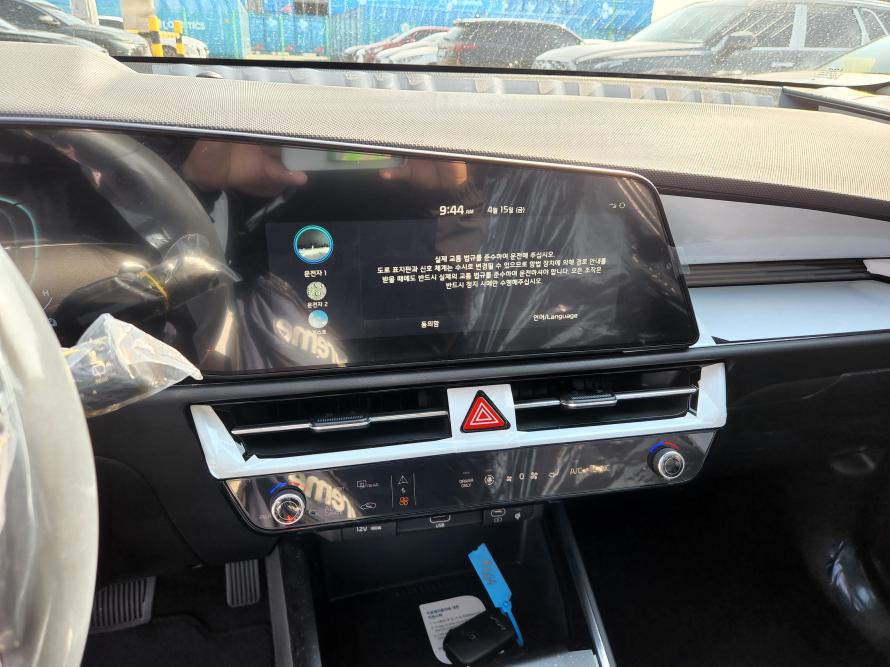 9:44 AM 4월 15일 (금)
실제 교통 법규를 준수하여 운전해 주십시오.
도로 표지판과 신호 체계는 수시로 변경될 수 있으므로 항법 장치에 의해 경로 안내를
받을 때에도 반드시 실제의 교통 법규를 준수하여 운전하셔야 합니다. 모든 조작은
반드시 정지 시에만 수행해주십시오.
운전자 1
운전자 2
게스트
동의함
언어/Language
DRIVER ONLY
0
A/C
12V 180W
USB